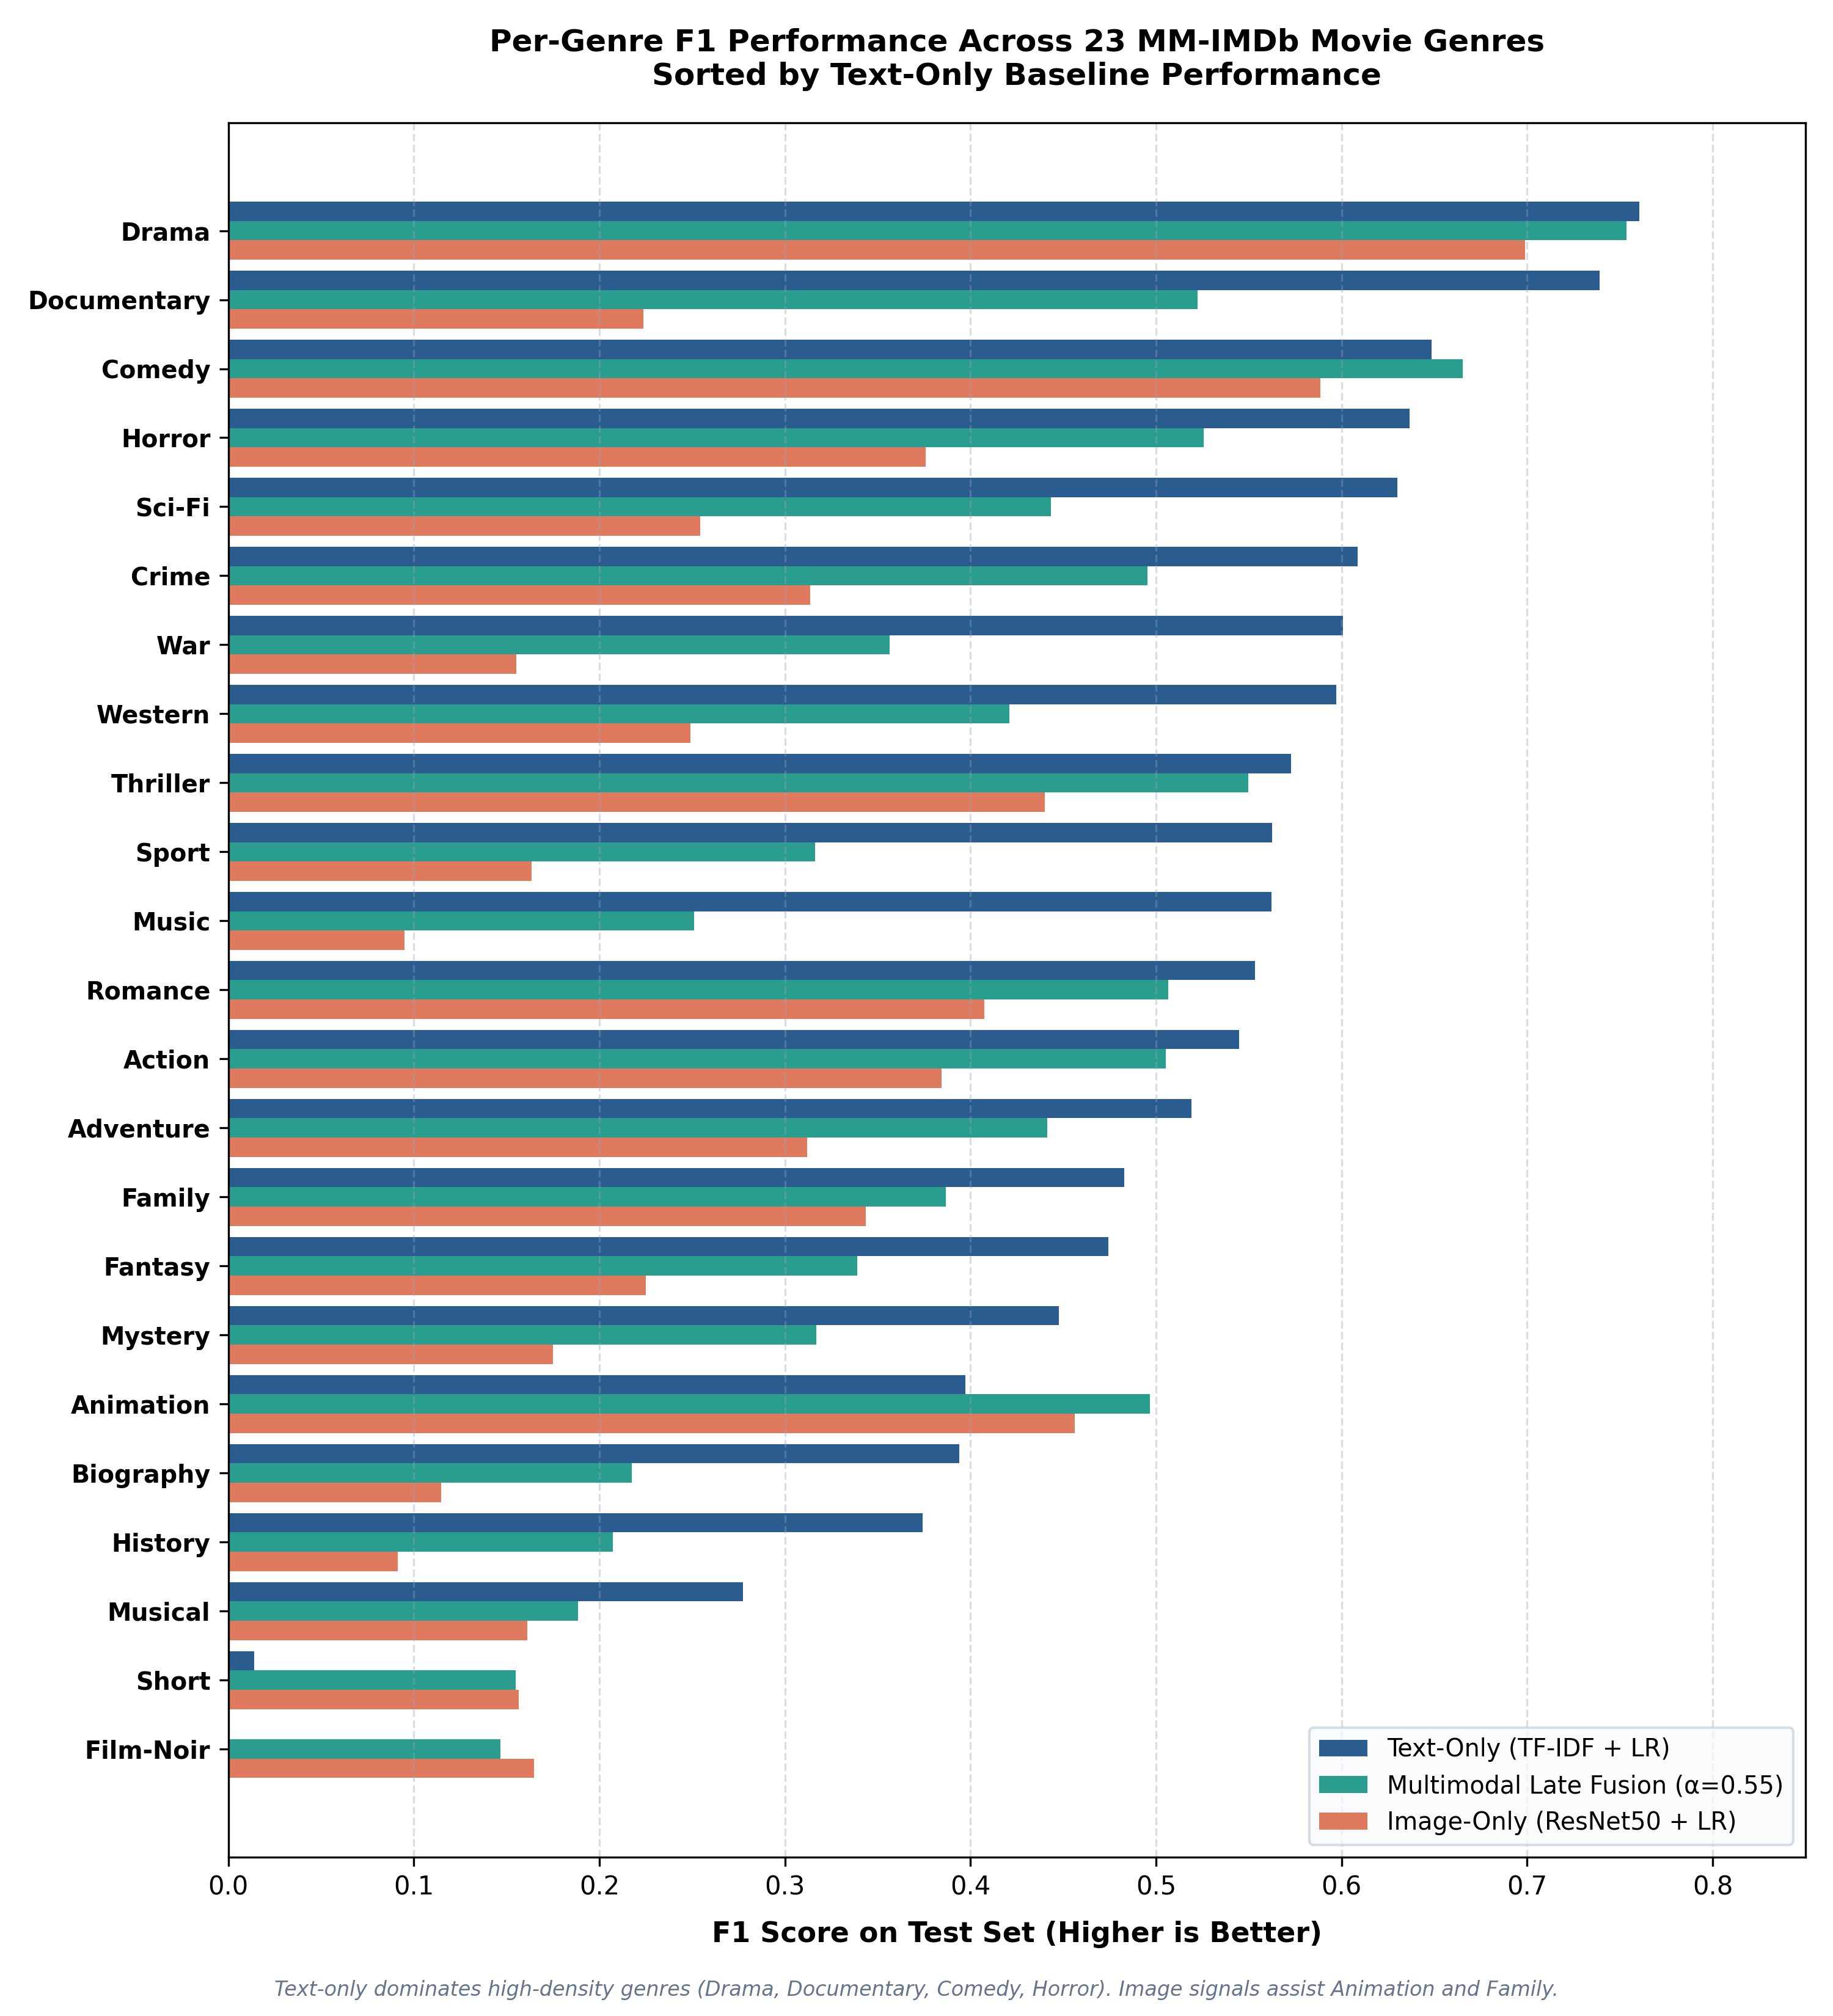 Per-Genre F1 Performance Across 23 MM-IMDb Movie Genres
Sorted by Text-Only Baseline Performance
Drama
Documentary
Comedy
Horror
Sci-Fi
Crime
War
Western
Thriller
Sport
Music
Romance
Action
Adventure
Family
Fantasy
Mystery
Animation
Biography
History
Musical
Short
Film-Noir
Text-Only (TF-IDF + LR)
Multimodal Late Fusion (α=0.55)
Image-Only (ResNet50 + LR)
0.0 0.1 0.2 0.3 0.4 0.5 0.6 0.7 0.8
F1 Score on Test Set (Higher is Better)
Text-only dominates high-density genres (Drama, Documentary, Comedy, Horror). Image signals assist Animation and Family.